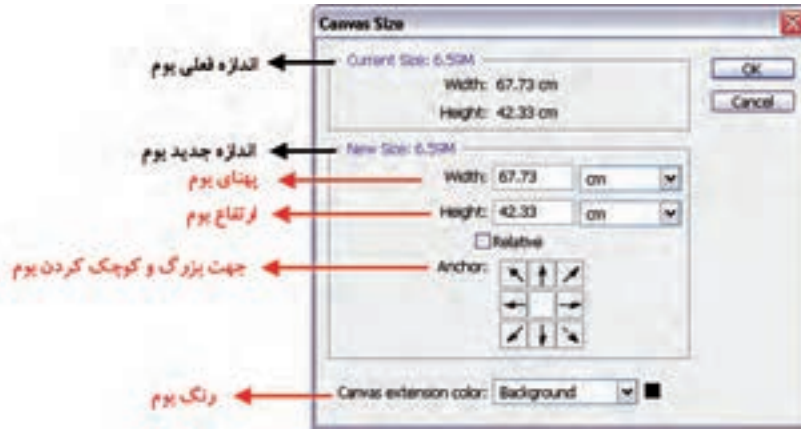 Canvas Size
اندازه فعلی بوم
Current Size: 6.59M
OK
Width: 67.73 cm
Cancel
Height: 42.33 cm
اندازه جدید بوم
New Size: 6.59M
پهنای بوم
Width: 67.73 cm
ارتفاع بوم
Height: 42.33 cm
Relative
جهت بزرگ و کوچک کردن بوم
Anchor:
رنگ بوم
Canvas extension color: Background